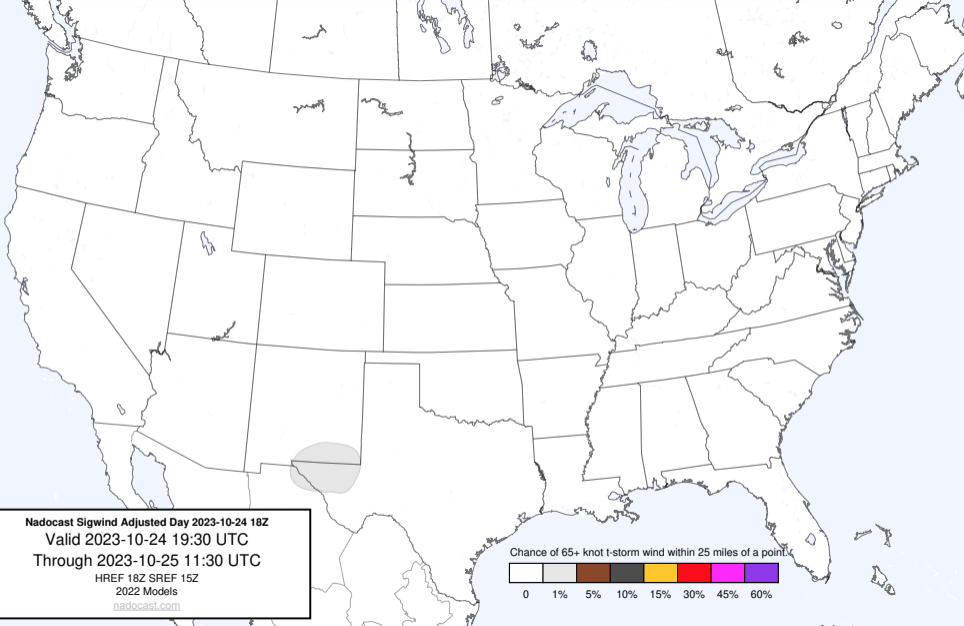 Nadocast Sigwind Adjusted Day 2023-10-24 18Z
Valid 2023-10-24 19:30 UTC
Through 2023-10-25 11:30 UTC
HREF 18Z SREF 15Z
2022 Models
nadocast.com
Chance of 65+ knot t-storm wind within 25 miles of a point.
0 1% 5% 10% 15% 30% 45% 60%